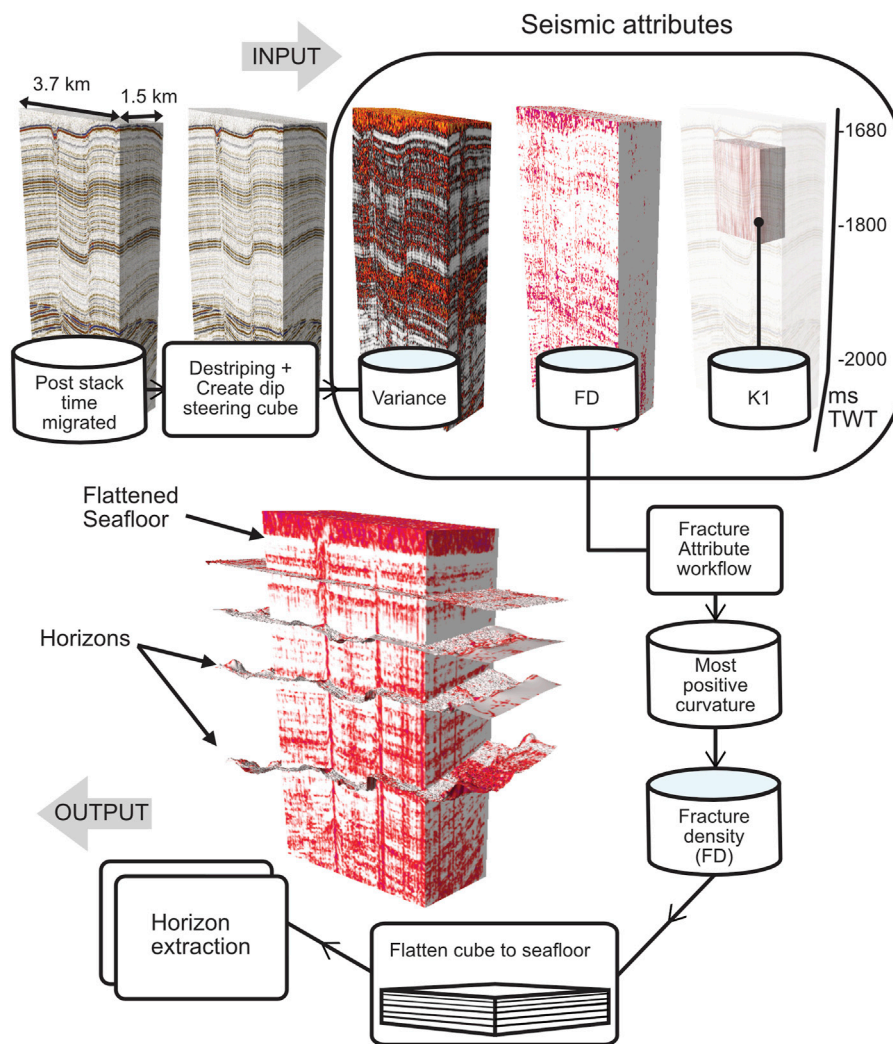 Seismic attributes
INPUT
3.7 km
1.5 km
-1680
-1800
-2000
ms
TWT
Post stack
time
migrated
Destriping +
Create dip
steering cube
Variance
FD
K1
Flattened
Seafloor
Horizons
Fracture
Attribute
workflow
Most
positive
curvature
Fracture
density
(FD)
OUTPUT
Horizon
extraction
Flatten cube to seafloor